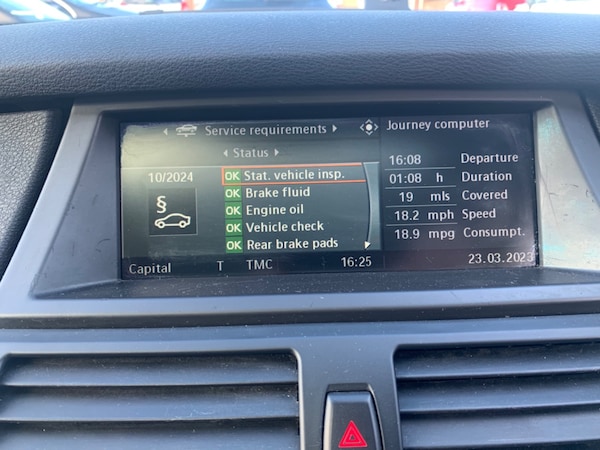 Service requirements
Status
10/2024
§
OK Stat. vehicle insp.
OK Brake fluid
OK Engine oil
OK Vehicle check
OK Rear brake pads
Capital T TMC 16:25
Journey computer
16:08 Departure
01:08 h Duration
19 mls Covered
18.2 mph Speed
18.9 mpg Consumpt.
23.03.2023